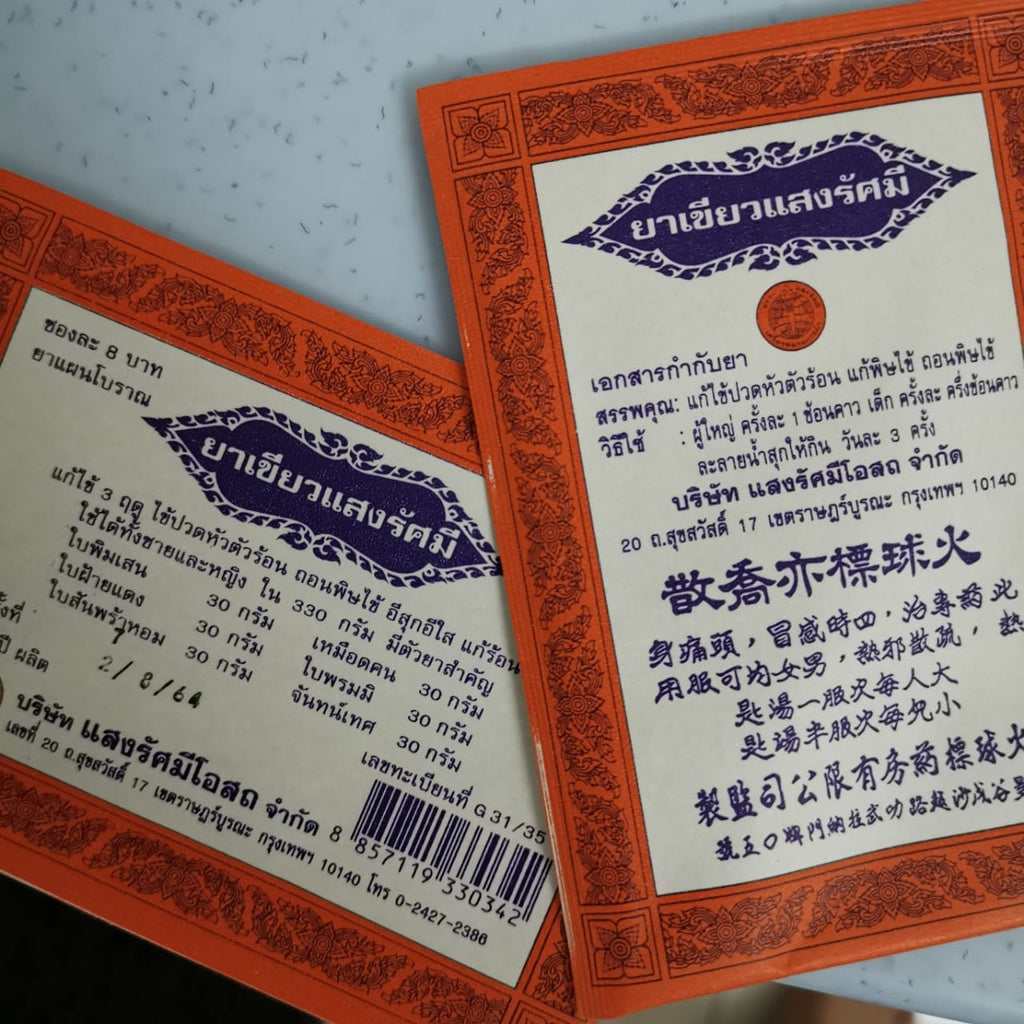 ซองละ 8 บาท
ยาแผนโบราณ
ยาเขียวแสงรัศมี
แก้ไข้ 3 ฤดู ไข้ปวดหัวตัวร้อน ถอนพิษไข้ อีสุกอีใส แก้ร้อน
ใช้ได้ทั้งชายและหญิง ใน 330 กรัม มีตัวยาสำคัญ
ใบพิมเสน 30 กรัม เหมือดคน 30 กรัม
ใบฝ้ายแดง 30 กรัม ใบพรมมิ 30 กรัม
ใบสันพร้าหอม 30 กรัม จันทน์เทศ 30 กรัม
ปี ผลิต 2/8/64
เลขทะเบียนที่ G 31/35
บริษัท แสงรัศมีโอสถ จำกัด
เลขที่ 20 ถ.สุขสวัสดิ์ 17 เขตราษฎร์บูรณะ กรุงเทพฯ 10140 โทร 0-2427-2386
8 857119 330342
ยาเขียวแสงรัศมี
เอกสารกำกับยา
สรรพคุณ: แก้ไข้ปวดหัวตัวร้อน แก้พิษไข้ ถอนพิษไข้
วิธีใช้ : ผู้ใหญ่ ครั้งละ 1 ช้อนคาว เด็ก ครั้งละ ครึ่งช้อนคาว
ละลายน้ำสุกให้กิน วันละ 3 ครั้ง
บริษัท แสงรัศมีโอสถ จำกัด
20 ถ.สุขสวัสดิ์ 17 เขตราษฎร์บูรณะ กรุงเทพฯ 10140
散喬亦標球火
身痛頭，冒感時四，治專药此
用服可均女男，熱邪散疏，熱
匙湯一服次每人大
匙湯半服次每兒小
製監司公限有务药標球火
號五〇牌門納拉武功路越沙戍谷